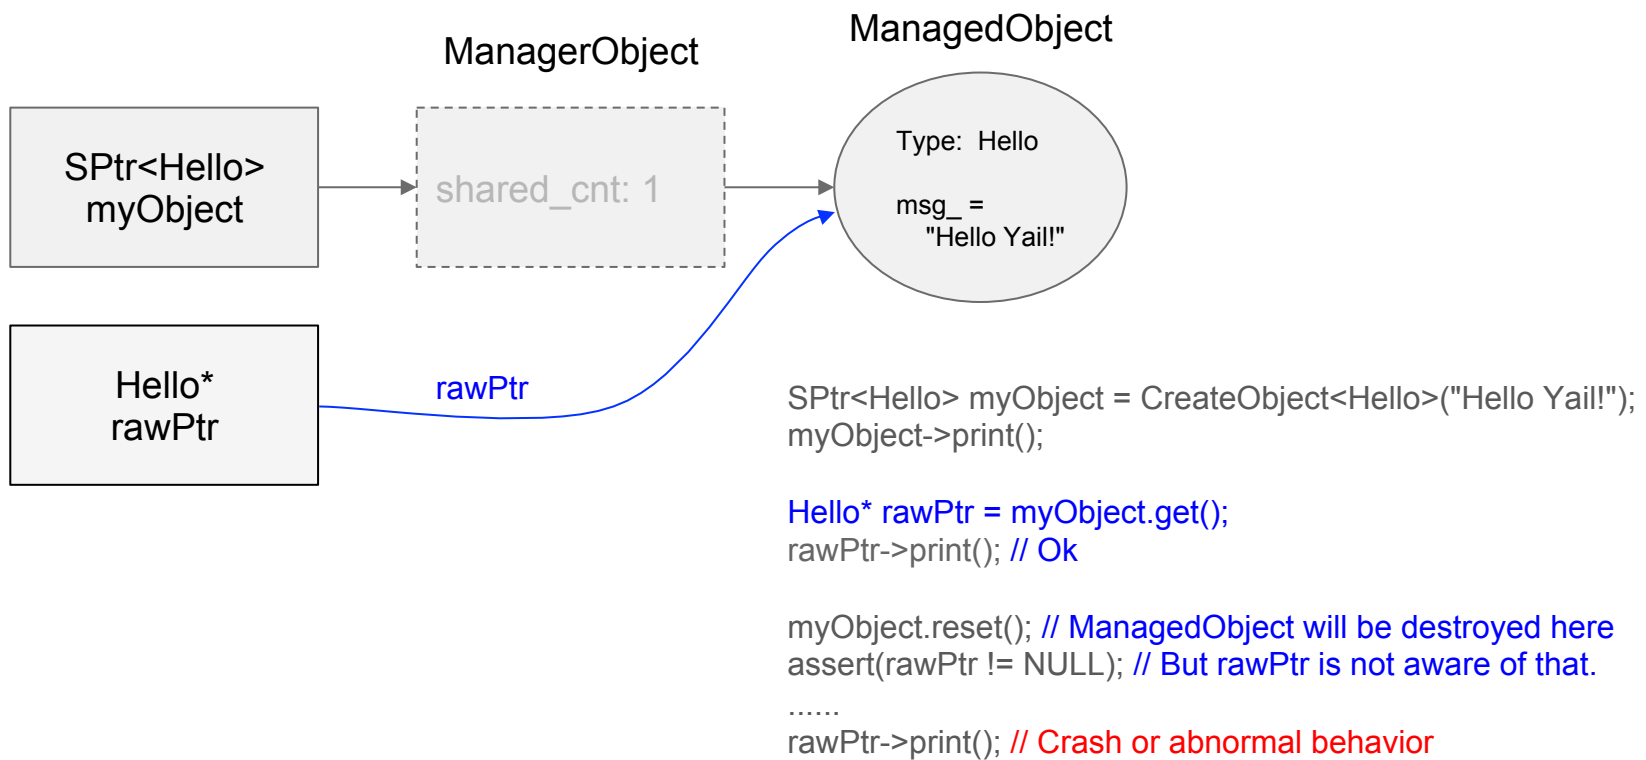 ManagerObject
ManagedObject
SPtr<Hello>
myObject
shared_cnt: 1
Type:  Hello
msg_ =
"Hello Yail!"
Hello*
rawPtr
rawPtr
SPtr<Hello> myObject = CreateObject<Hello>("Hello Yail!");
myObject->print();
Hello* rawPtr = myObject.get();
rawPtr->print(); // Ok
myObject.reset(); // ManagedObject will be destroyed here
assert(rawPtr != NULL); // But rawPtr is not aware of that.
......
rawPtr->print(); // Crash or abnormal behavior